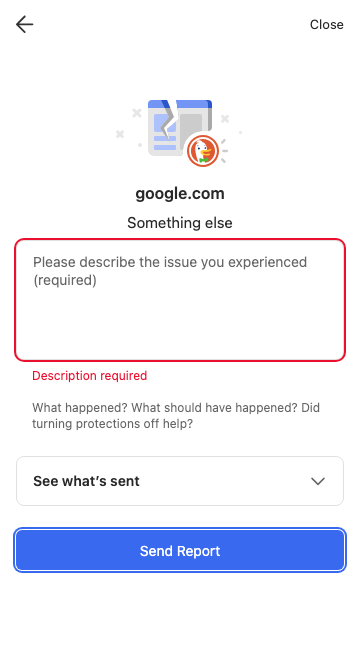 Close
google.com
Something else
Please describe the issue you experienced
(required)
Description required
What happened? What should have happened? Did
turning protections off help?
See what’s sent
Send Report